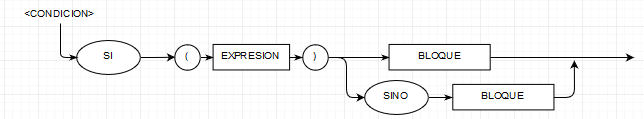 <CONDICION>
SI ( EXPRESION ) BLOQUE
SINO BLOQUE